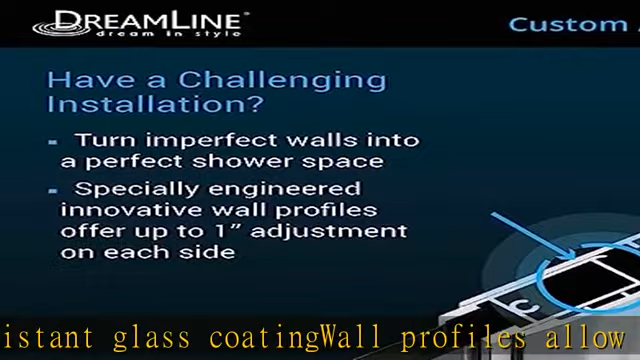 DREAMLINE®
dream in style
Custom
Have a Challenging
Installation?
▪ Turn imperfect walls into
a perfect shower space
▪ Specially engineered
innovative wall profiles
offer up to 1” adjustment
on each side
istant glass coatingWall profiles allow